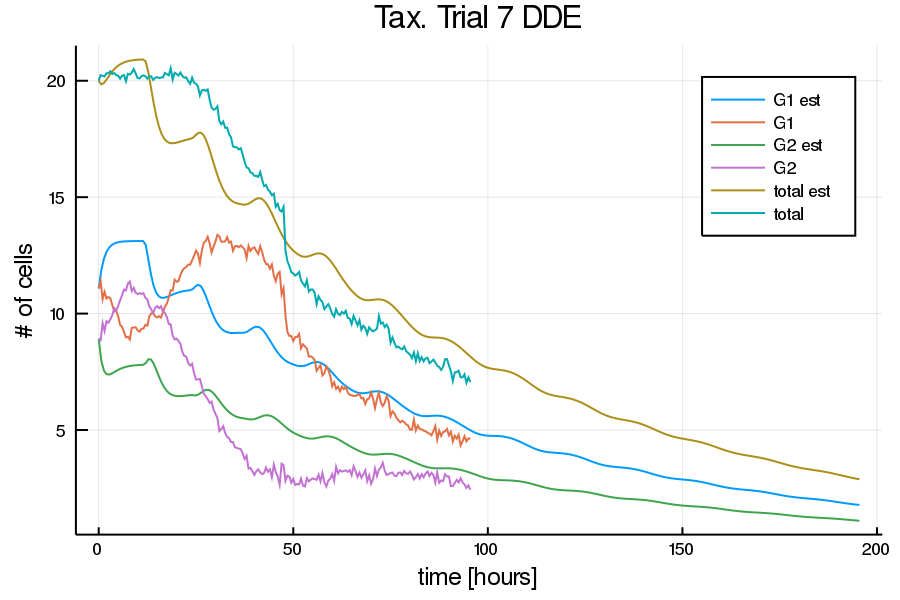 Tax. Trial 7 DDE
# of cells
20
15
10
5
G1 est
G1
G2 est
G2
total est
total
0
50
100
150
200
time [hours]